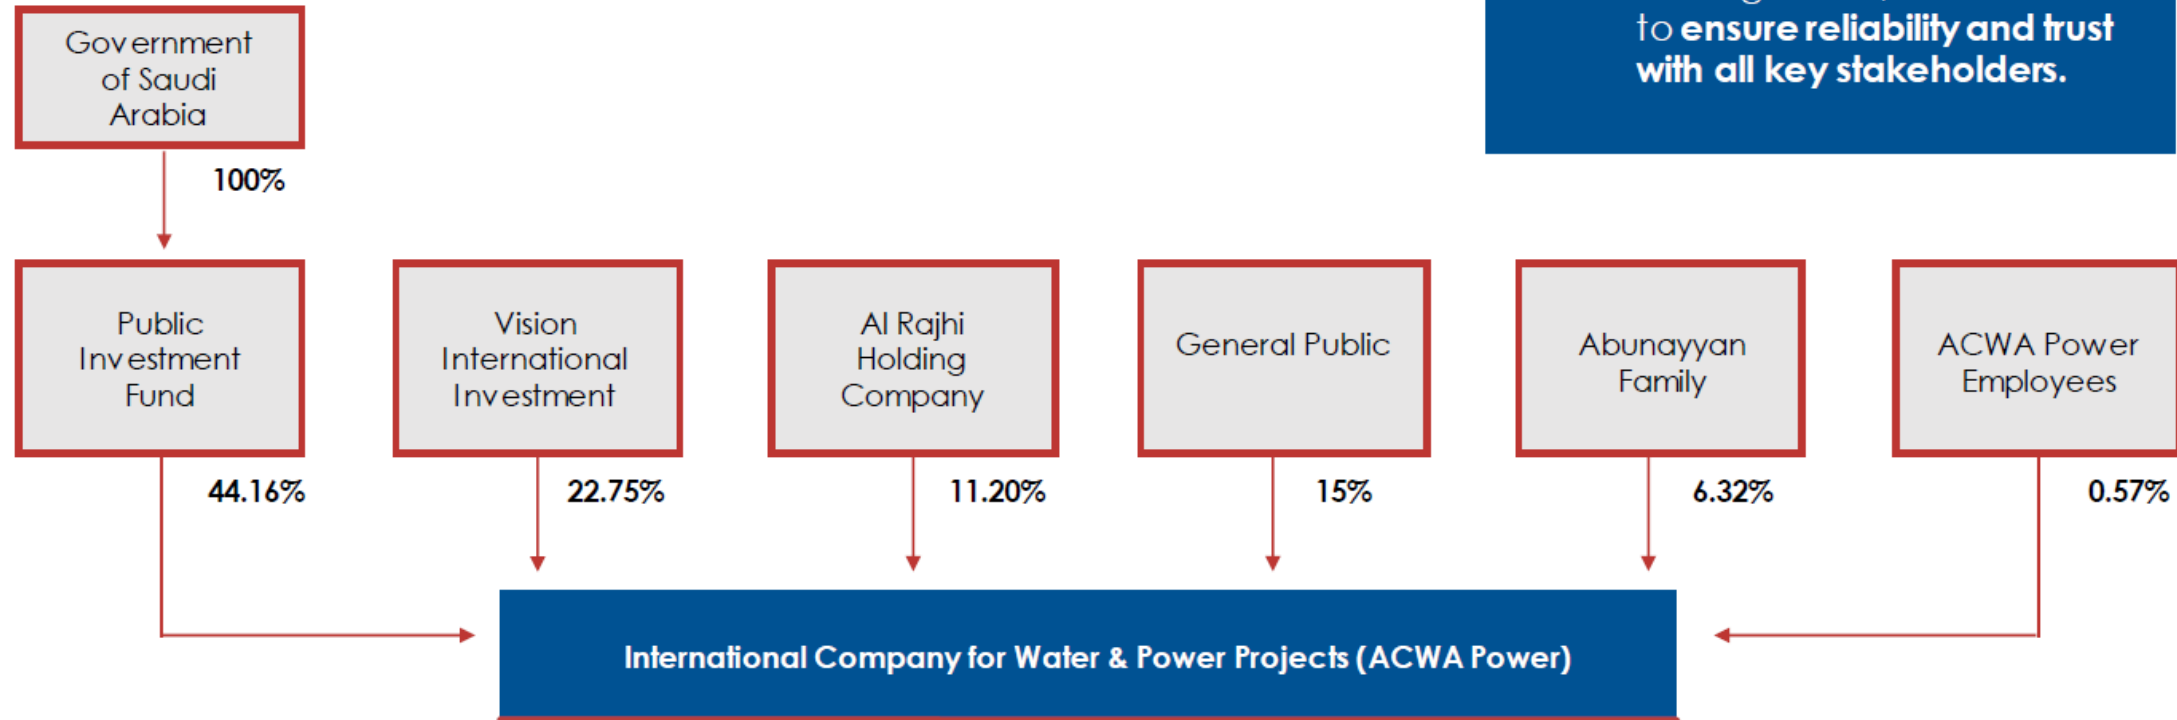 to ensure reliability and trust
with all key stakeholders.
Government
of Saudi
Arabia
100%
Public
Investment
Fund
Vision
International
Investment
Al Rajhi
Holding
Company
General Public
Abunayyan
Family
ACWA Power
Employees
44.16%
22.75%
11.20%
15%
6.32%
0.57%
International Company for Water & Power Projects (ACWA Power)